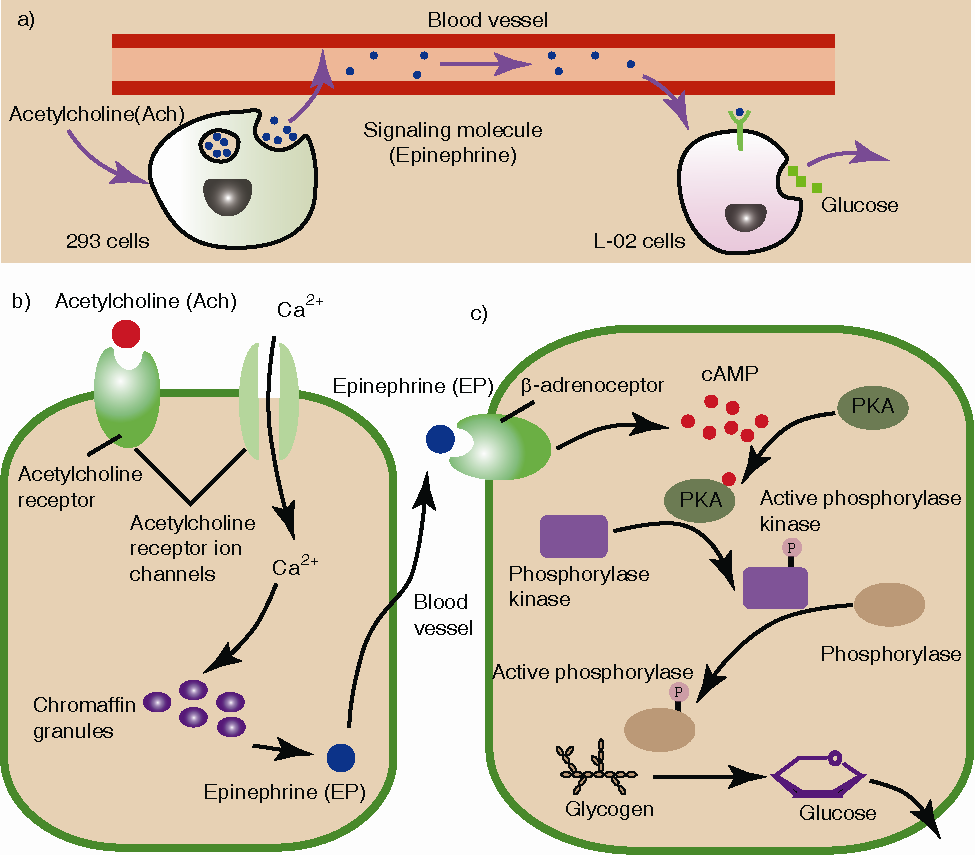 a)
Blood vessel
Acetylcholine(Ach)
Signaling molecule
(Epinephrine)
Glucose
293 cells
L-02 cells
b)
Acetylcholine (Ach)
Ca2+
Acetylcholine
receptor
Acetylcholine
receptor ion
channels
Ca2+
Chromaffin
granules
Epinephrine (EP)
Blood
vessel
c)
Epinephrine (EP)
β-adrenoceptor
cAMP
PKA
PKA
Active phosphorylase
kinase
P
Phosphorylase
kinase
Phosphorylase
Active phosphorylase
P
Glycogen
Glucose